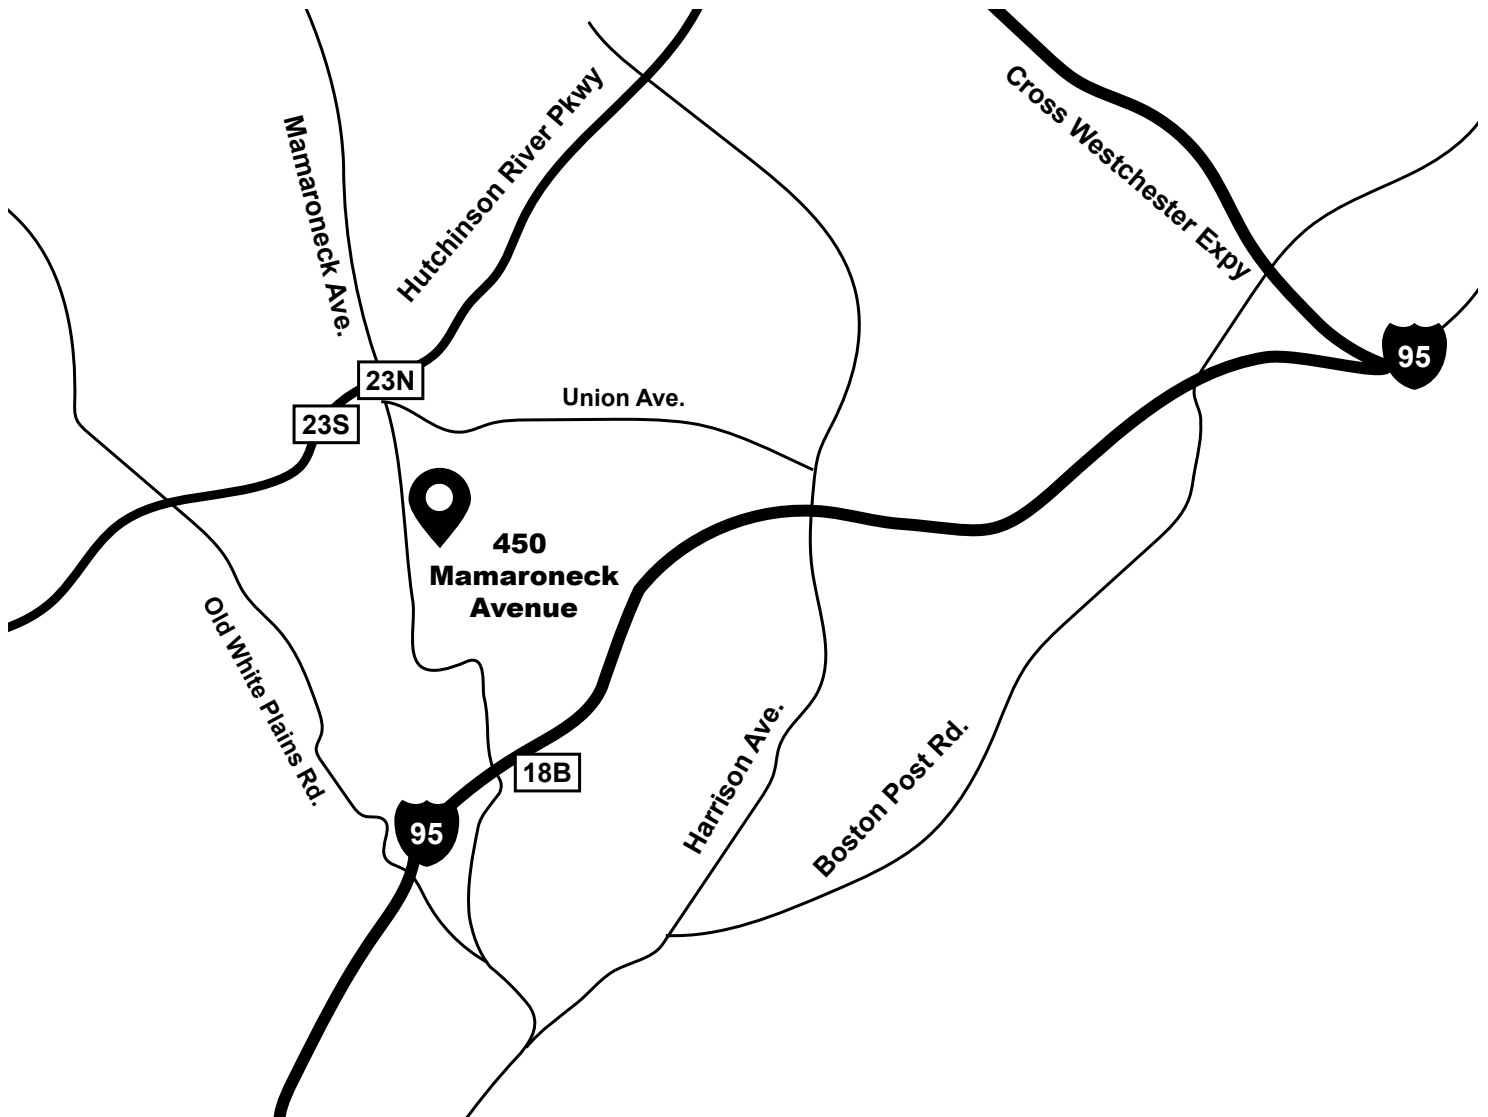 Cross Westchester Expy
Hutchinson River Pkwy
Mamaroneck Ave.
95
23N
Union Ave.
23S
450
Mamaroneck
Avenue
Old White Plains Rd.
18B
Harrison Ave.
Boston Post Rd.
95